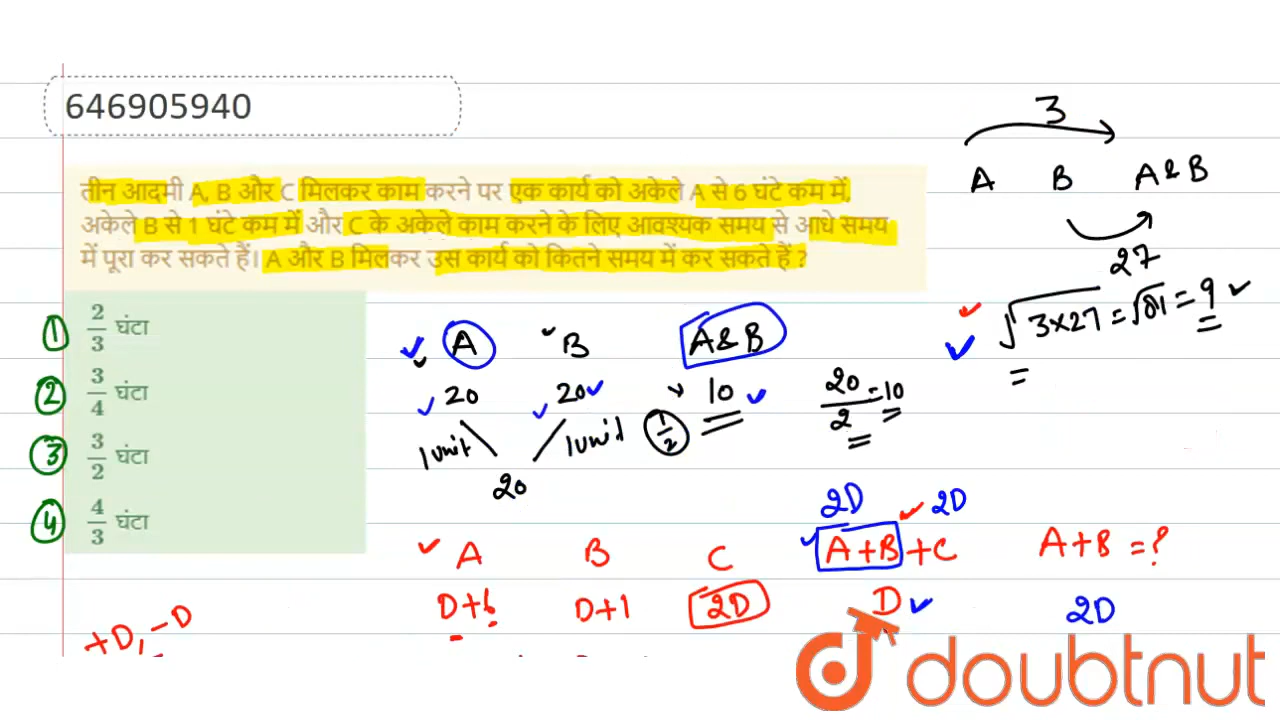 646905940
तीन आदमी A, B और C मिलकर काम करने पर एक कार्य को अकेले A से 6 घंटे कम में,
अकेले B से 1 घंटे कम में और C के अकेले काम करने के लिए आवश्यक समय से आधे समय
में पूरा कर सकते हैं। A और B मिलकर उस कार्य को कितने समय में कर सकते हैं ?
① 2/3 घंटा
② 3/4 घंटा
③ 3/2 घंटा
④ 4/3 घंटा
3
A B A&B
27
√3×27 = √81 = 9
=
A B A&B
20 20 10
1 unit 1 unit 1/2
20
20/2 = 10
2D 2D
A B C A+B+C A+B = ?
D+6 D+1 2D D 2D
+D, -D
doubtnut